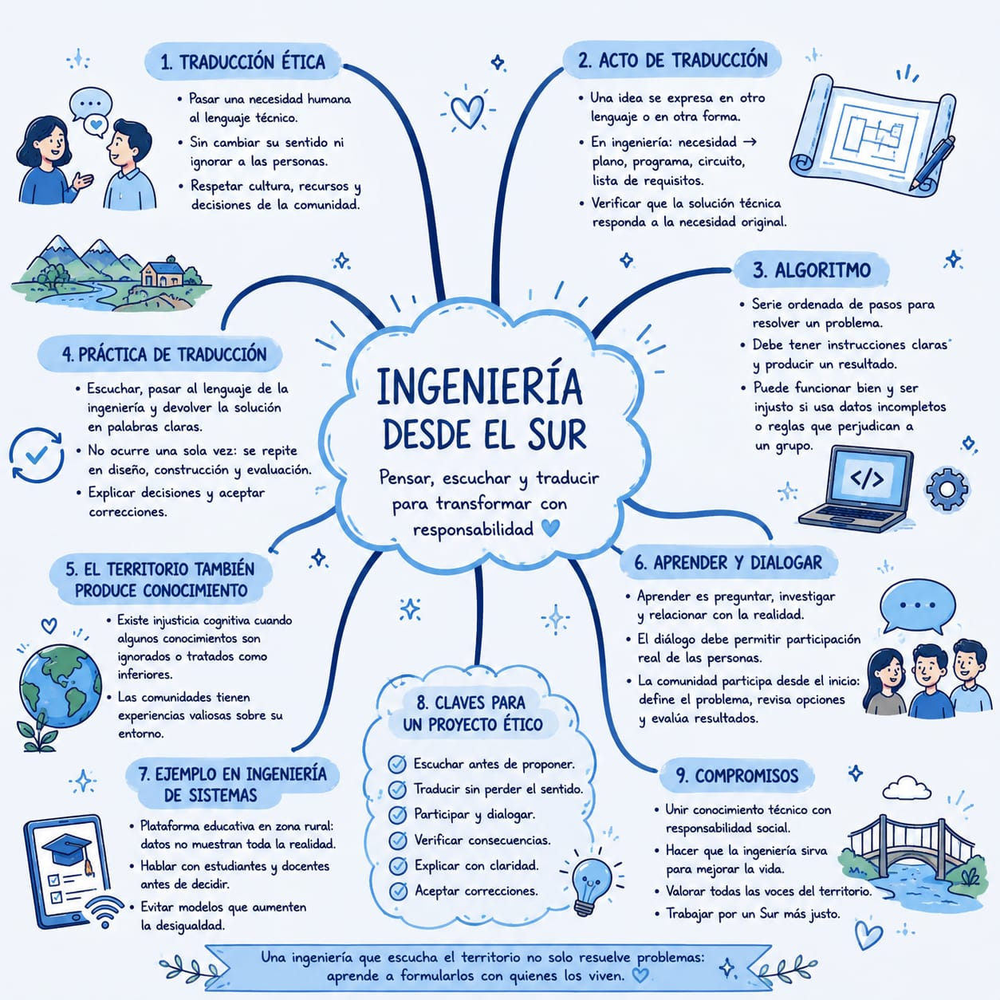 1. TRADUCCIÓN ÉTICA
• Pasar una necesidad humana
al lenguaje técnico.
• Sin cambiar su sentido ni
ignorar a las personas.
• Respetar cultura, recursos y
decisiones de la comunidad.
2. ACTO DE TRADUCCIÓN
• Una idea se expresa en otro
lenguaje o en otra forma.
• En ingeniería: necesidad →
plano, programa, circuito,
lista de requisitos.
• Verificar que la solución técnica
responda a la necesidad original.
3. ALGORITMO
• Serie ordenada de pasos para
resolver un problema.
• Debe tener instrucciones claras
y producir un resultado.
• Puede funcionar bien y ser
injusto si usa datos incompletos
o reglas que perjudican a
un grupo.
</>
4. PRÁCTICA DE TRADUCCIÓN
• Escuchar, pasar al lenguaje de la
ingeniería y devolver la solución
en palabras claras.
• No ocurre una sola vez: se repite
en diseño, construcción y evaluación.
• Explicar decisiones y aceptar
correcciones.
INGENIERÍA
DESDE EL SUR
Pensar, escuchar y traducir
para transformar con
responsabilidad
5. EL TERRITORIO TAMBIÉN
PRODUCE CONOCIMIENTO
• Existe injusticia cognitiva cuando
algunos conocimientos son
ignorados o tratados como
inferiores.
• Las comunidades tienen
experiencias valiosas sobre su
entorno.
6. APRENDER Y DIALOGAR
• Aprender es preguntar, investigar
y relacionar con la realidad.
• El diálogo debe permitir participación
real de las personas.
• La comunidad participa desde el inicio:
define el problema, revisa opciones
y evalúa resultados.
7. EJEMPLO EN INGENIERÍA
DE SISTEMAS
• Plataforma educativa en zona rural:
datos no muestran toda la realidad.
• Hablar con estudiantes y docentes
antes de decidir.
• Evitar modelos que aumenten
la desigualdad.
8. CLAVES PARA
UN PROYECTO ÉTICO
Escuchar antes de proponer.
Traducir sin perder el sentido.
Participar y dialogar.
Verificar consecuencias.
Explicar con claridad.
Aceptar correcciones.
9. COMPROMISOS
• Unir conocimiento técnico con
responsabilidad social.
• Hacer que la ingeniería sirva
para mejorar la vida.
• Valorar todas las voces del territorio.
• Trabajar por un Sur más justo.
Una ingeniería que escucha el territorio no solo resuelve problemas:
aprende a formularlos con quienes los viven.